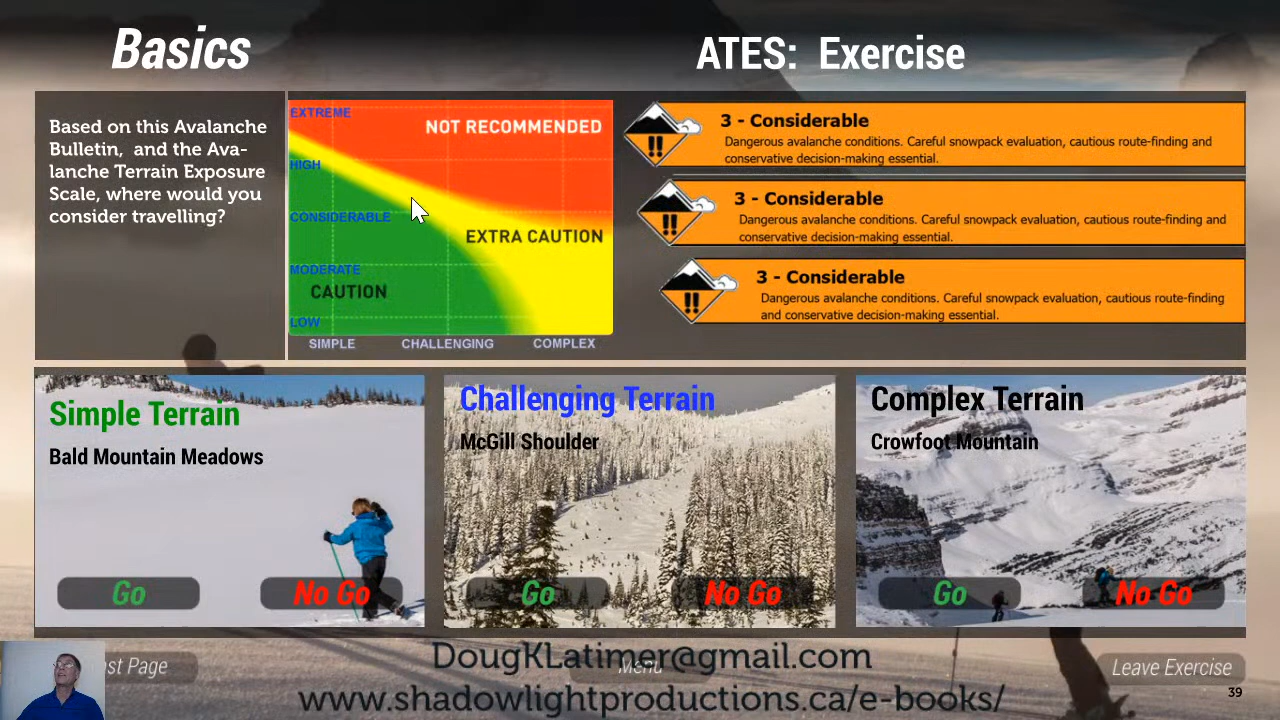 Basics
ATES: Exercise
Based on this Avalanche
Bulletin, and the Ava-
lanche Terrain Exposure
Scale, where would you
consider travelling?
EXTREME
NOT RECOMMENDED
HIGH
CONSIDERABLE
EXTRA CAUTION
MODERATE
CAUTION
LOW
SIMPLE CHALLENGING COMPLEX
3 - Considerable
Dangerous avalanche conditions. Careful snowpack evaluation, cautious route-finding and
conservative decision-making essential.
3 - Considerable
Dangerous avalanche conditions. Careful snowpack evaluation, cautious route-finding and
conservative decision-making essential.
3 - Considerable
Dangerous avalanche conditions. Careful snowpack evaluation, cautious route-finding
and conservative decision-making essential.
Simple Terrain
Bald Mountain Meadows
Go No Go
Challenging Terrain
McGill Shoulder
Go No Go
Complex Terrain
Crowfoot Mountain
Go No Go
Page
Menu
Leave Exercise
DougKLatimer@gmail.com
www.shadowlightproductions.ca/e-books/
39